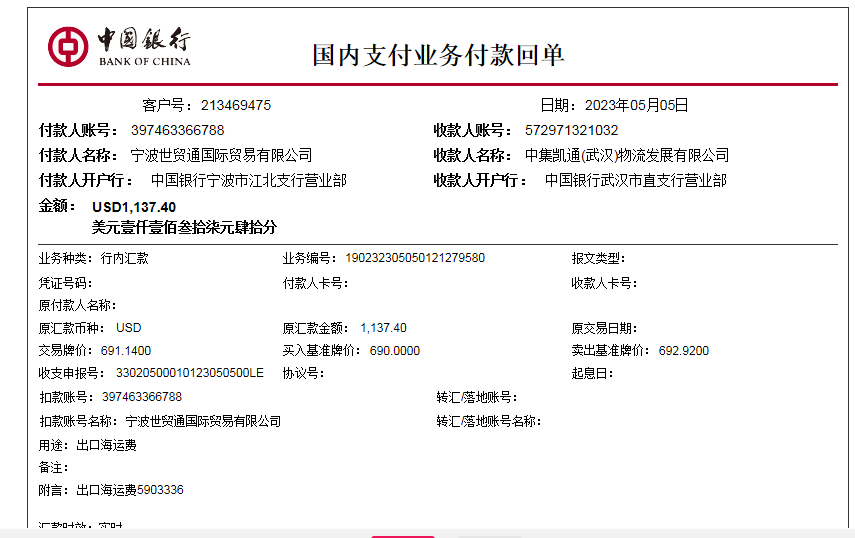 中国银行
BANK OF CHINA
国内支付业务付款回单
客户号：213469475 日期：2023年05月05日
付款人账号：397463366788 收款人账号：572971321032
付款人名称：宁波世贸通国际贸易有限公司 收款人名称：中集凯通(武汉)物流发展有限公司
付款人开户行：中国银行宁波市江北支行营业部 收款人开户行：中国银行武汉市直支行营业部
金额：USD1,137.40
美元壹仟壹佰叁拾柒元肆拾分
业务种类：行内汇款 业务编号：190232305050121279580 报文类型：
凭证号码： 付款人卡号： 收款人卡号：
原付款人名称：
原汇款币种：USD 原汇款金额：1,137.40 原交易日期：
交易牌价：691.1400 买入基准牌价：690.0000 卖出基准牌价：692.9200
收支申报号：33020500010123050500LE 协议号： 起息日：
扣款账号：397463366788 转汇/落地账号：
扣款账号名称：宁波世贸通国际贸易有限公司 转汇/落地账号名称：
用途：出口海运费
备注：
附言：出口海运费5903336
汇款时效：实时